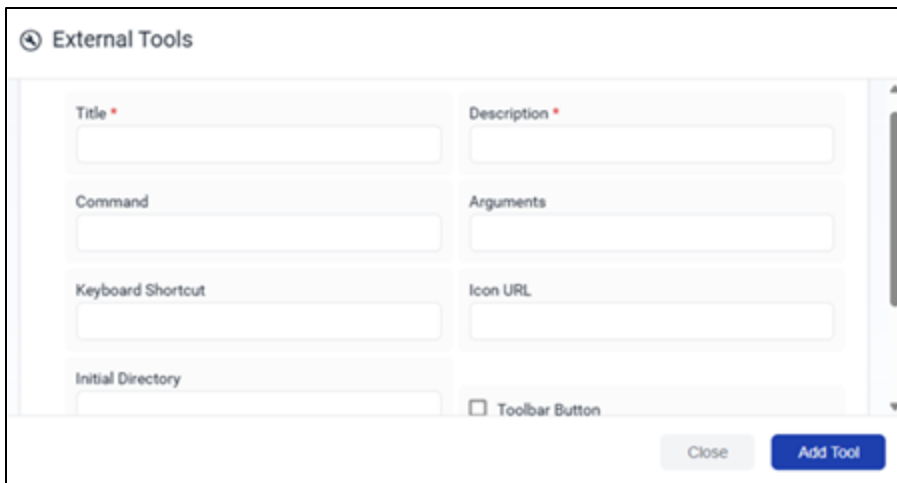 External Tools
Title *
Description *
Command
Arguments
Keyboard Shortcut
Icon URL
Initial Directory
Toolbar Button
Close
Add Tool